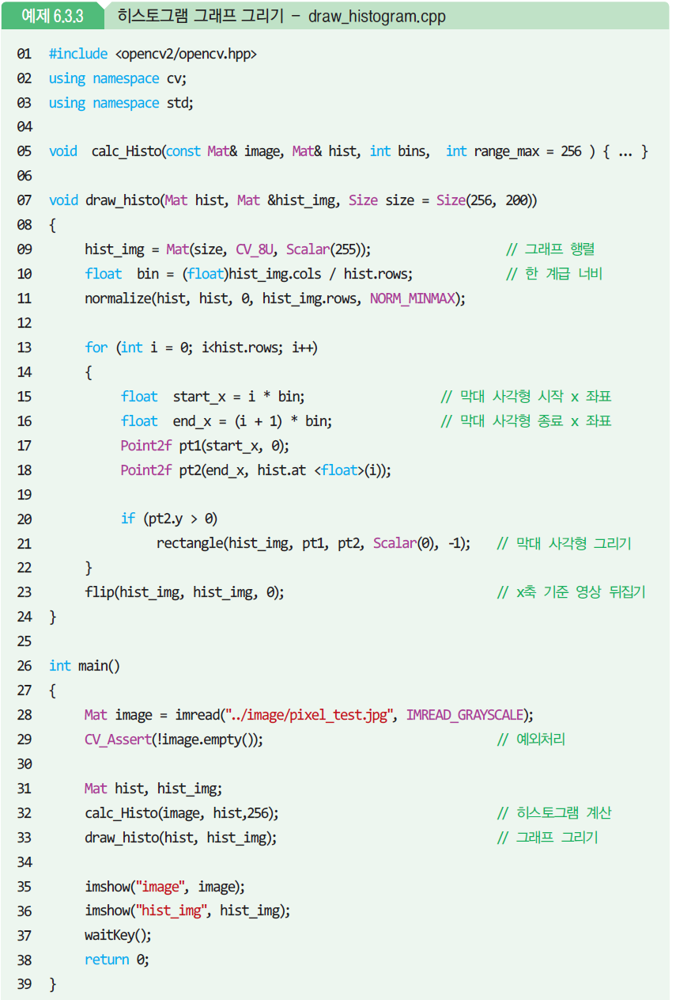 예제 6.3.3 히스토그램 그래프 그리기 - draw_histogram.cpp
01 #include <opencv2/opencv.hpp>
02 using namespace cv;
03 using namespace std;
04
05 void calc_Histo(const Mat& image, Mat& hist, int bins, int range_max = 256 ) { … }
06
07 void draw_histo(Mat hist, Mat &hist_img, Size size = Size(256, 200))
08 {
09 hist_img = Mat(size, CV_8U, Scalar(255)); // 그래프 행렬
10 float bin = (float)hist_img.cols / hist.rows; // 한 계급 너비
11 normalize(hist, hist, 0, hist_img.rows, NORM_MINMAX);
12
13 for (int i = 0; i<hist.rows; i++)
14 {
15 float start_x = i * bin; // 막대 사각형 시작 x 좌표
16 float end_x = (i + 1) * bin; // 막대 사각형 종료 x 좌표
17 Point2f pt1(start_x, 0);
18 Point2f pt2(end_x, hist.at <float>(i));
19
20 if (pt2.y > 0)
21 rectangle(hist_img, pt1, pt2, Scalar(0), -1); // 막대 사각형 그리기
22 }
23 flip(hist_img, hist_img, 0); // x축 기준 영상 뒤집기
24 }
25
26 int main()
27 {
28 Mat image = imread("../image/pixel_test.jpg", IMREAD_GRAYSCALE);
29 CV_Assert(!image.empty()); // 예외처리
30
31 Mat hist, hist_img;
32 calc_Histo(image, hist,256); // 히스토그램 계산
33 draw_histo(hist, hist_img); // 그래프 그리기
34
35 imshow("image", image);
36 imshow("hist_img", hist_img);
37 waitKey();
38 return 0;
39 }